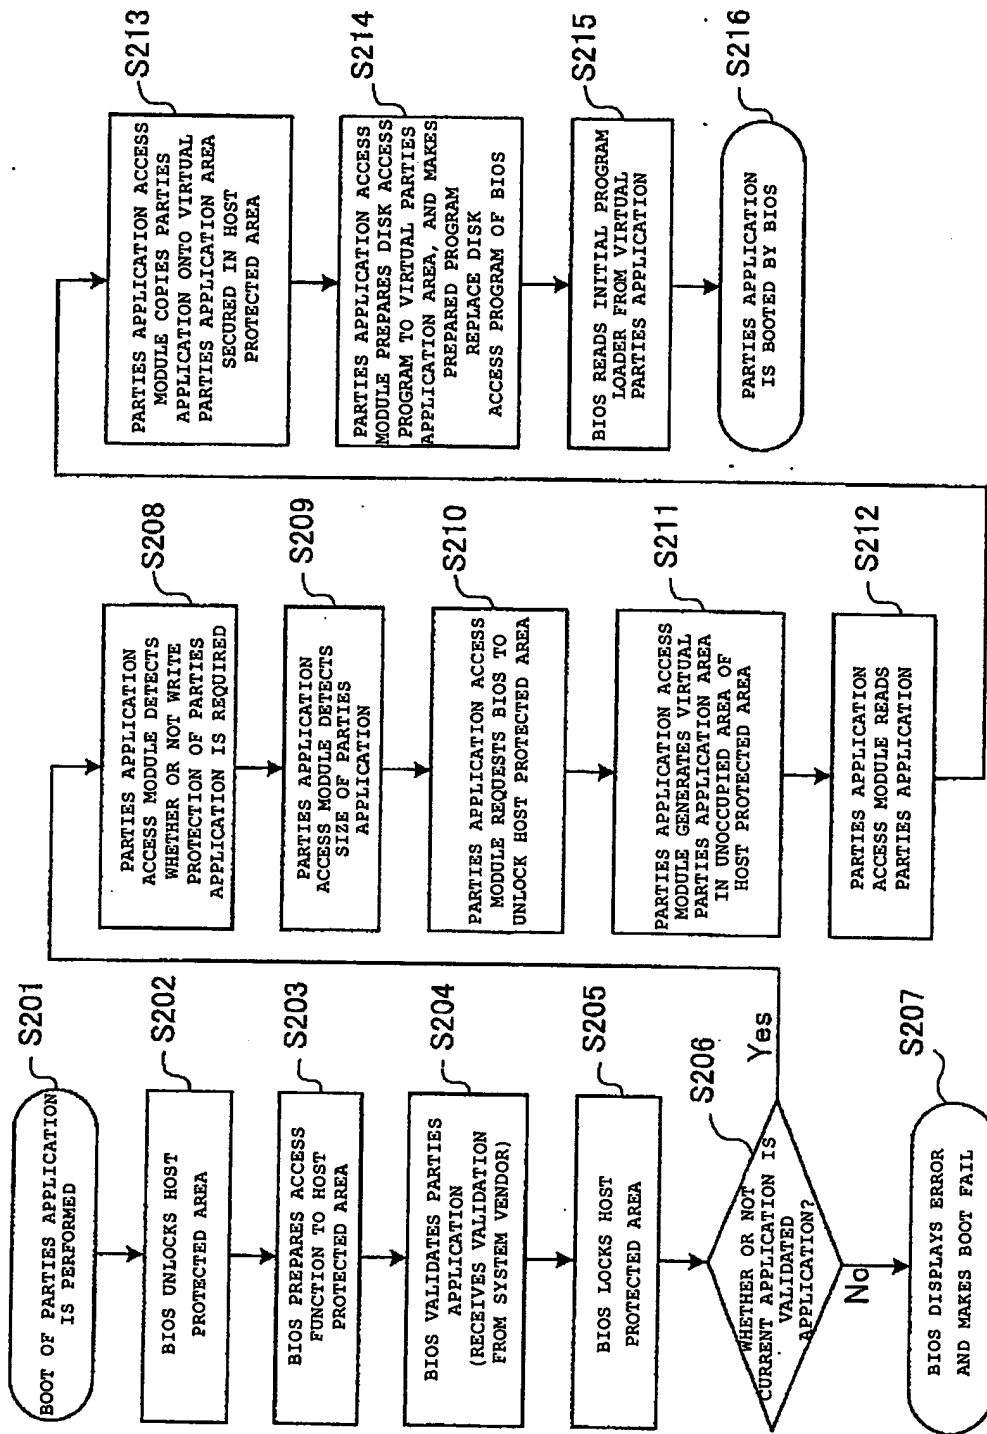 S201
BOOT OF PARTIES APPLICATION
IS PERFORMED
S202
BIOS UNLOCKS HOST
PROTECTED AREA
S203
BIOS PREPARES ACCESS
FUNCTION TO HOST
PROTECTED AREA
S204
BIOS VALIDATES PARTIES
APPLICATION
(RECEIVES VALIDATION
FROM SYSTEM VENDOR)
S205
BIOS LOCKS HOST
PROTECTED AREA
S206
WHETHER OR NOT
CURRENT APPLICATION IS
VALIDATED
APPLICATION?
Yes
No
S207
BIOS DISPLAYS ERROR
AND MAKES BOOT FAIL
S208
PARTIES APPLICATION
ACCESS MODULE DETECTS
WHETHER OR NOT WRITE
PROTECTION OF PARTIES
APPLICATION IS REQUIRED
S209
PARTIES APPLICATION
ACCESS MODULE DETECTS
SIZE OF PARTIES
APPLICATION
S210
PARTIES APPLICATION ACCESS
MODULE REQUESTS BIOS TO
UNLOCK HOST PROTECTED AREA
S211
PARTIES APPLICATION ACCESS
MODULE GENERATES VIRTUAL
PARTIES APPLICATION AREA
IN UNOCCUPIED AREA OF
HOST PROTECTED AREA
S212
PARTIES APPLICATION
ACCESS MODULE READS
PARTIES APPLICATION
S213
PARTIES APPLICATION ACCESS
MODULE COPIES PARTIES
APPLICATION ONTO VIRTUAL
PARTIES APPLICATION AREA
SECURED IN HOST
PROTECTED AREA
S214
PARTIES APPLICATION ACCESS
MODULE PREPARES DISK ACCESS
PROGRAM TO VIRTUAL PARTIES
APPLICATION AREA, AND MAKES
PREPARED PROGRAM
REPLACE DISK
ACCESS PROGRAM OF BIOS
S215
BIOS READS INITIAL PROGRAM
LOADER FROM VIRTUAL
PARTIES APPLICATION
S216
PARTIES APPLICATION
IS BOOTED BY BIOS